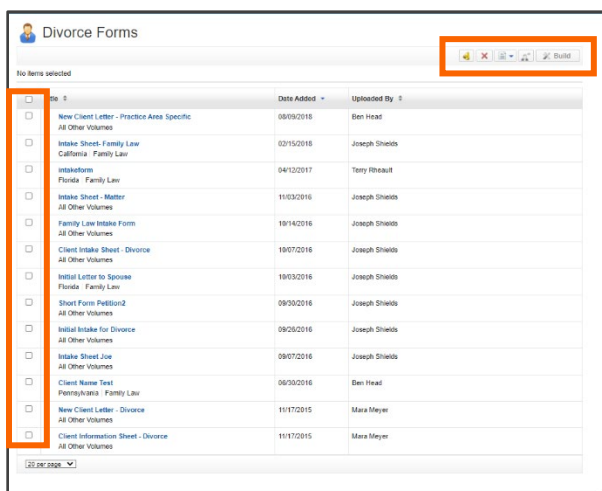 Divorce Forms
Build
No items selected
Title Date Added Uploaded By
New Client Letter - Practice Area Specific 08/09/2018 Ben Head
All Other Volumes
Intake Sheet- Family Law 02/15/2018 Joseph Shields
California Family Law
intakeform 04/12/2017 Terry Rheault
Florida Family Law
Intake Sheet - Matter 11/03/2016 Joseph Shields
All Other Volumes
Family Law Intake Form 10/14/2016 Joseph Shields
All Other Volumes
Client Intake Sheet - Divorce 10/07/2016 Joseph Shields
All Other Volumes
Initial Letter to Spouse 10/03/2016 Joseph Shields
Florida Family Law
Short Form Petition2 09/30/2016 Joseph Shields
All Other Volumes
Initial Intake for Divorce 09/26/2016 Joseph Shields
All Other Volumes
Intake Sheet Joe 09/07/2016 Joseph Shields
All Other Volumes
Client Name Test 06/30/2016 Ben Head
Pennsylvania Family Law
New Client Letter - Divorce 11/17/2015 Mara Meyer
All Other Volumes
Client Information Sheet - Divorce 11/17/2015 Mara Meyer
All Other Volumes
20 per page